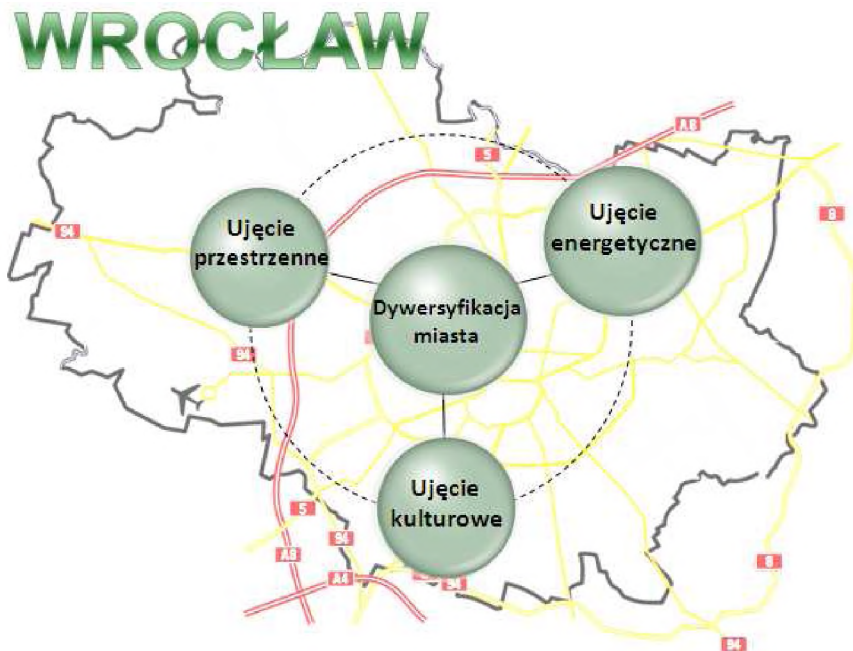 WROCŁAW
A8
5
Ujęcie
przestrzenne
Ujęcie
energetyczne
8
94
Dywersyfikacja
miasta
94
Ujęcie
kulturowe
5
94
A8
A4
94
8
94